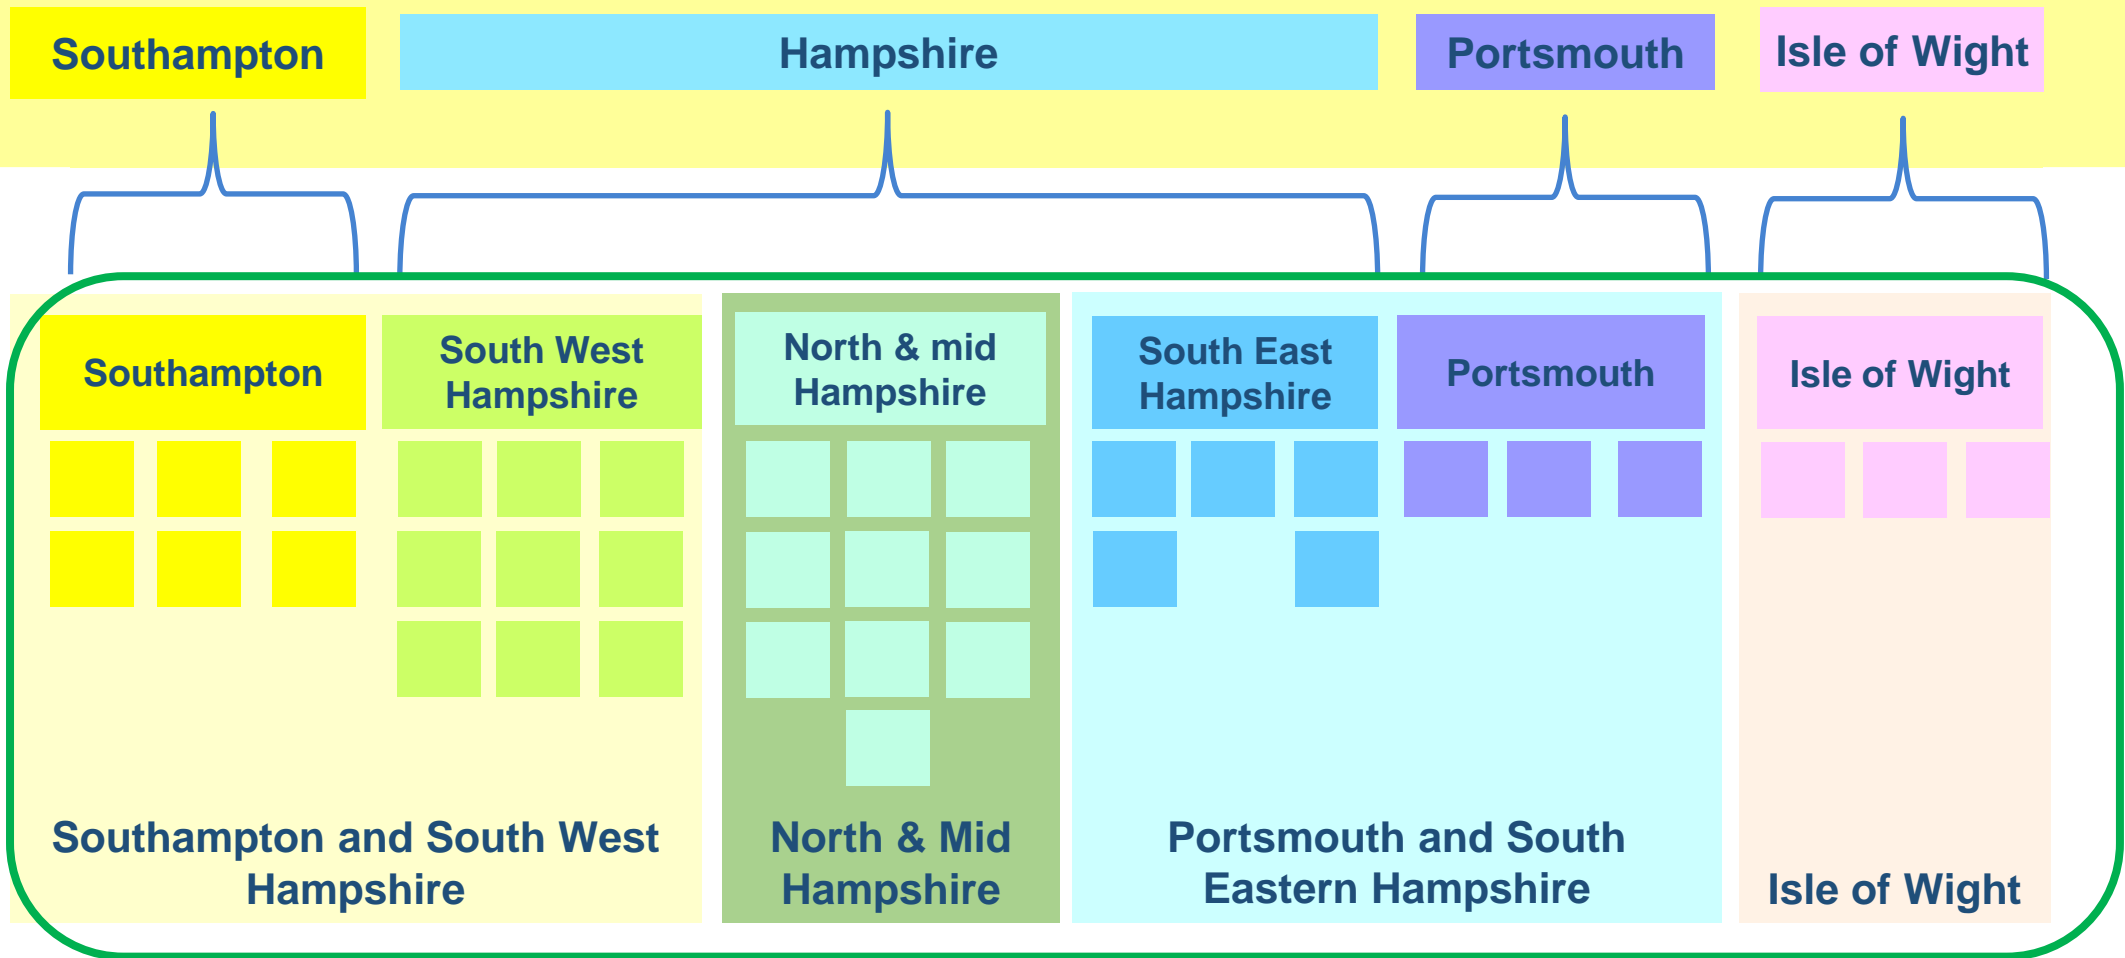 Southampton
Hampshire
Portsmouth
Isle of Wight
Southampton
South West
Hampshire
North & mid
Hampshire
South East
Hampshire
Portsmouth
Isle of Wight
Southampton and South West
Hampshire
North & Mid
Hampshire
Portsmouth and South
Eastern Hampshire
Isle of Wight